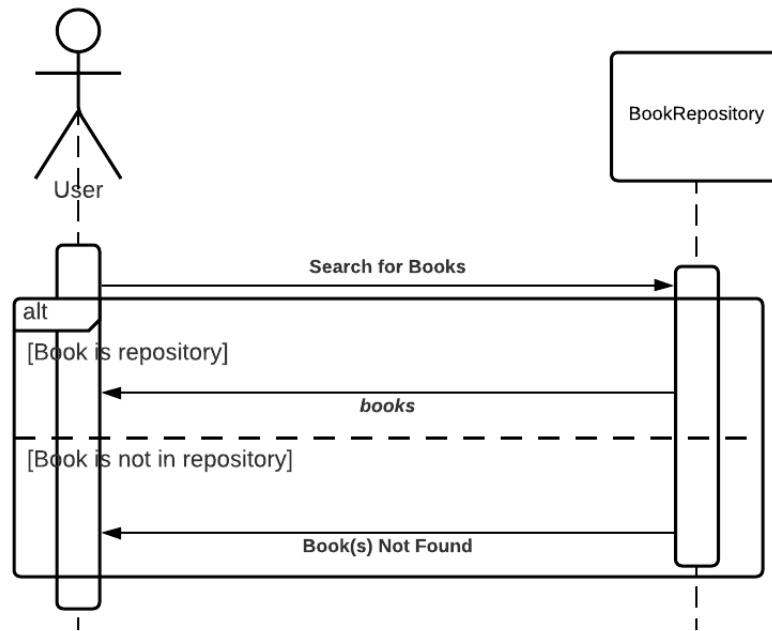 BookRepository
User
Search for Books
alt
[Book is repository]
books
[Book is not in repository]
Book(s) Not Found